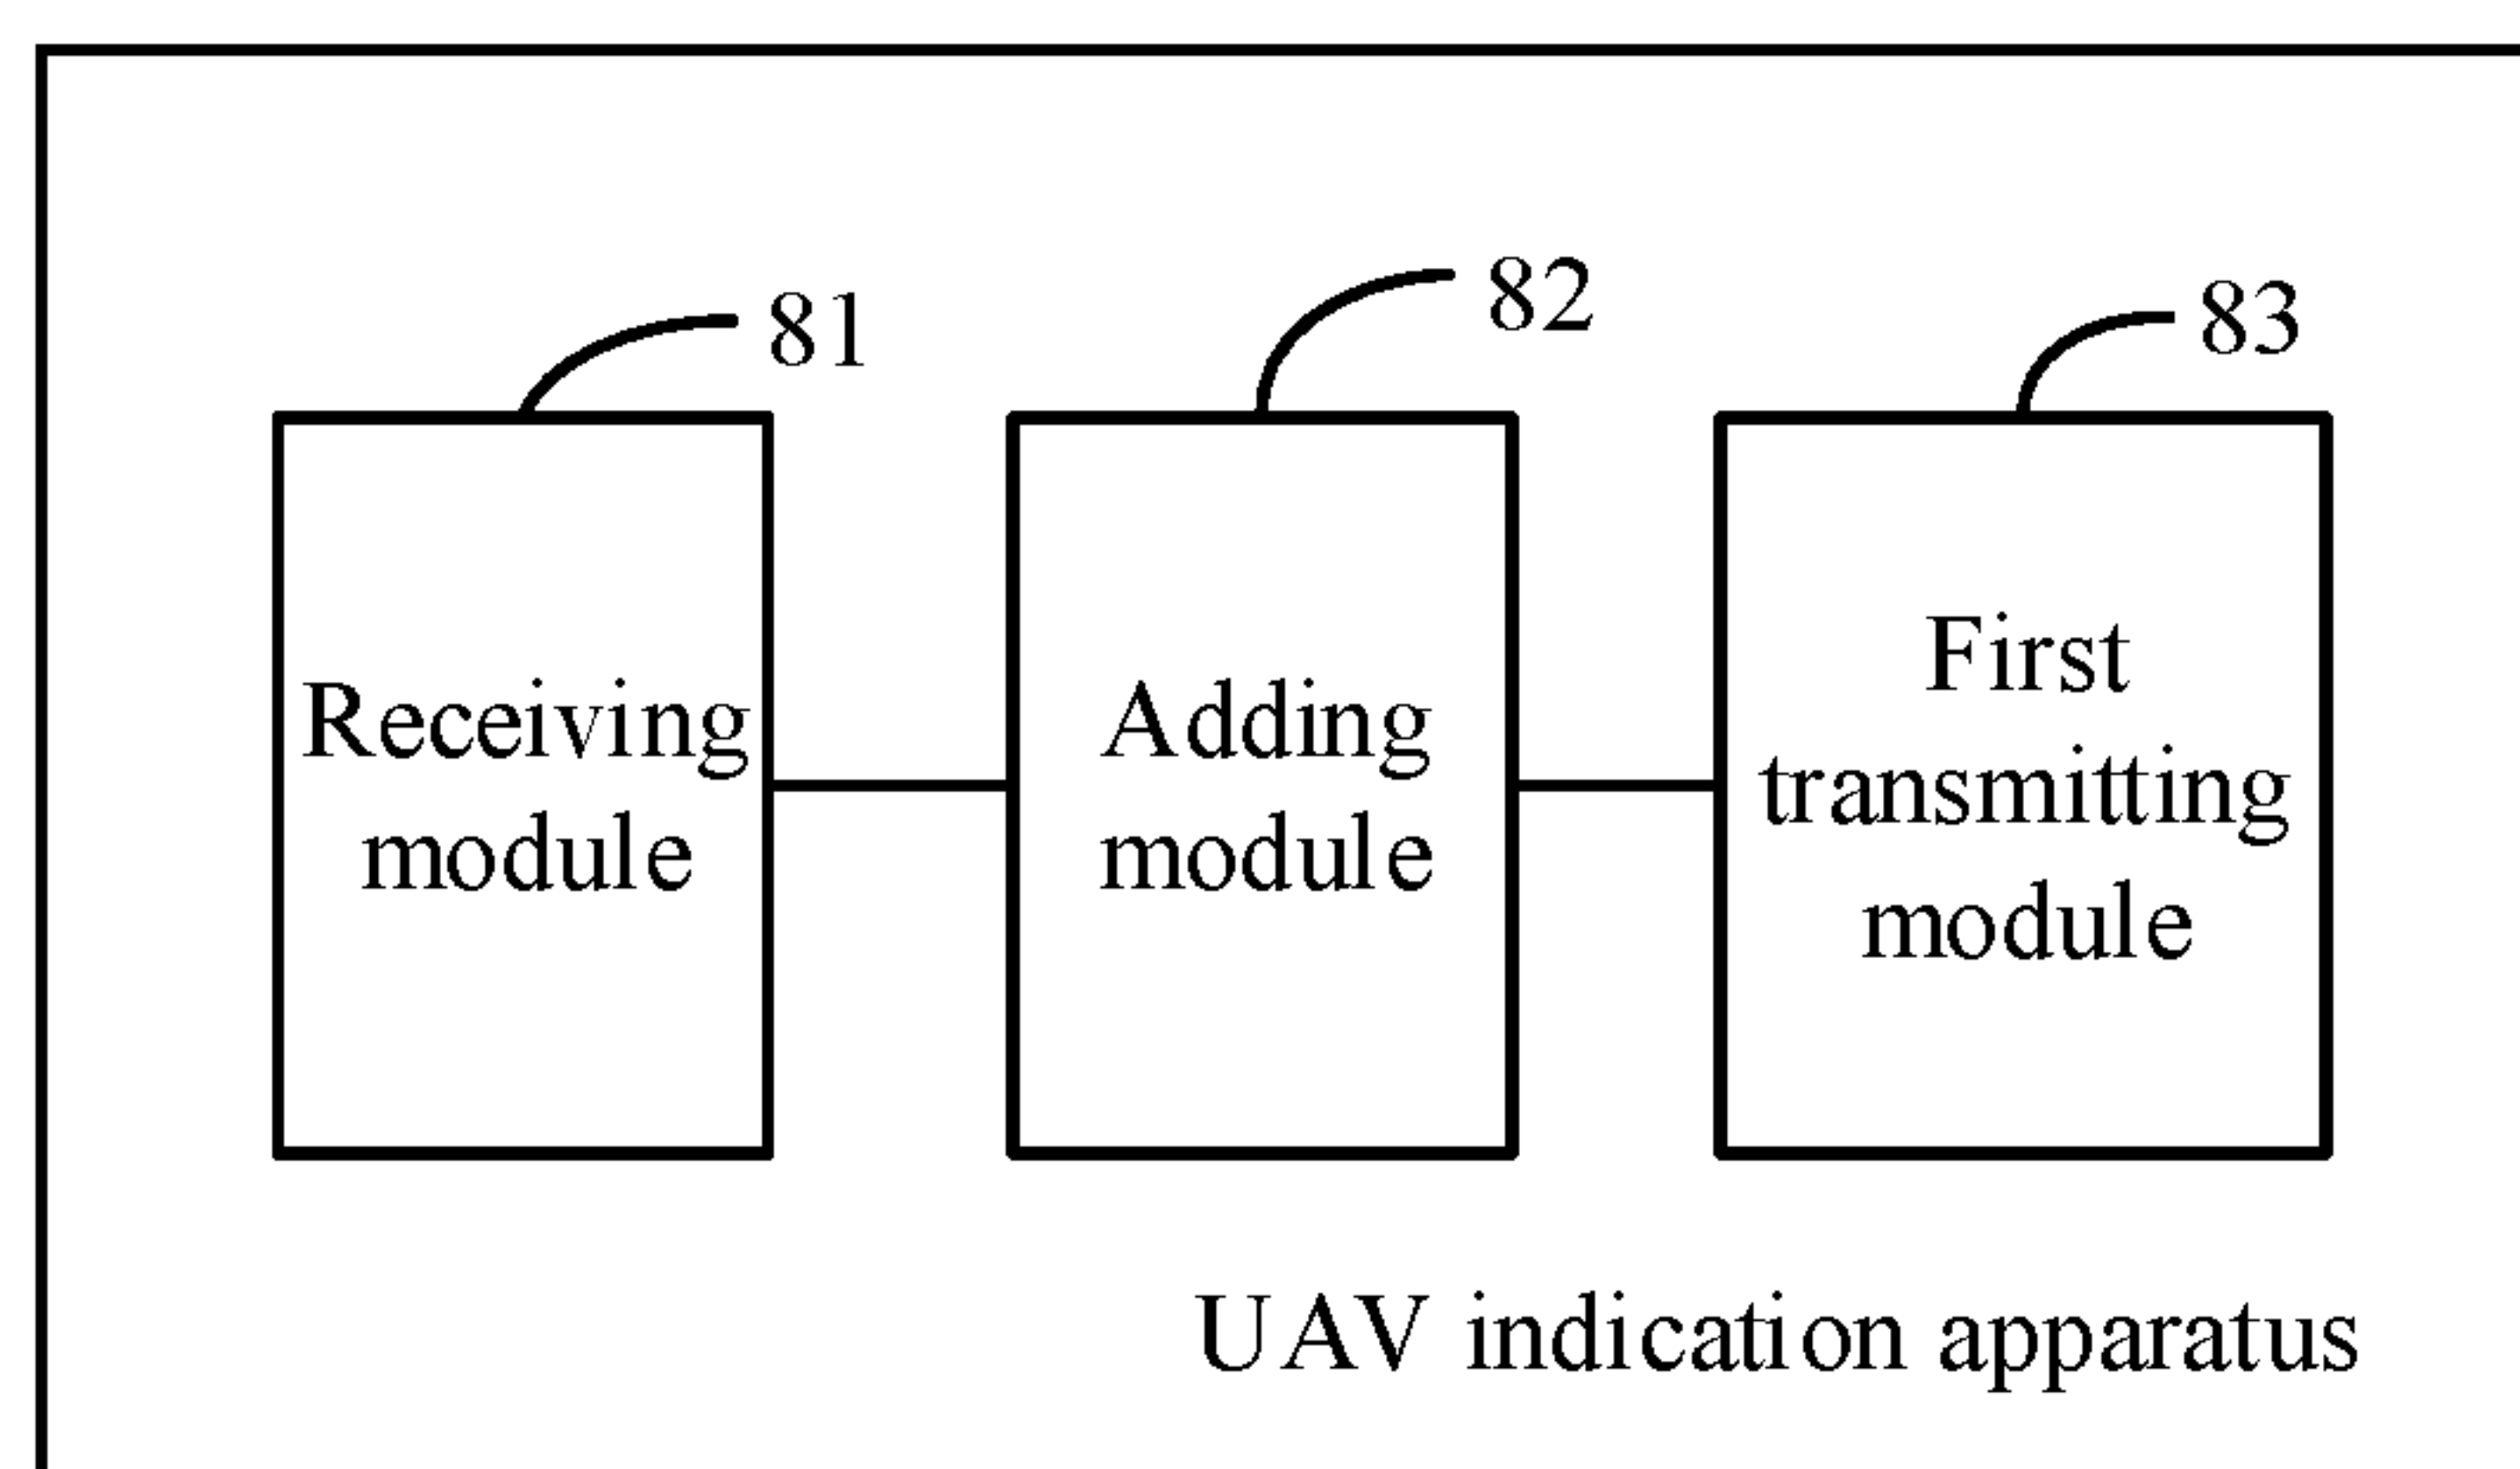 81
82
83
Receiving
module
Adding
module
First
transmitting
module
UAV indication apparatus